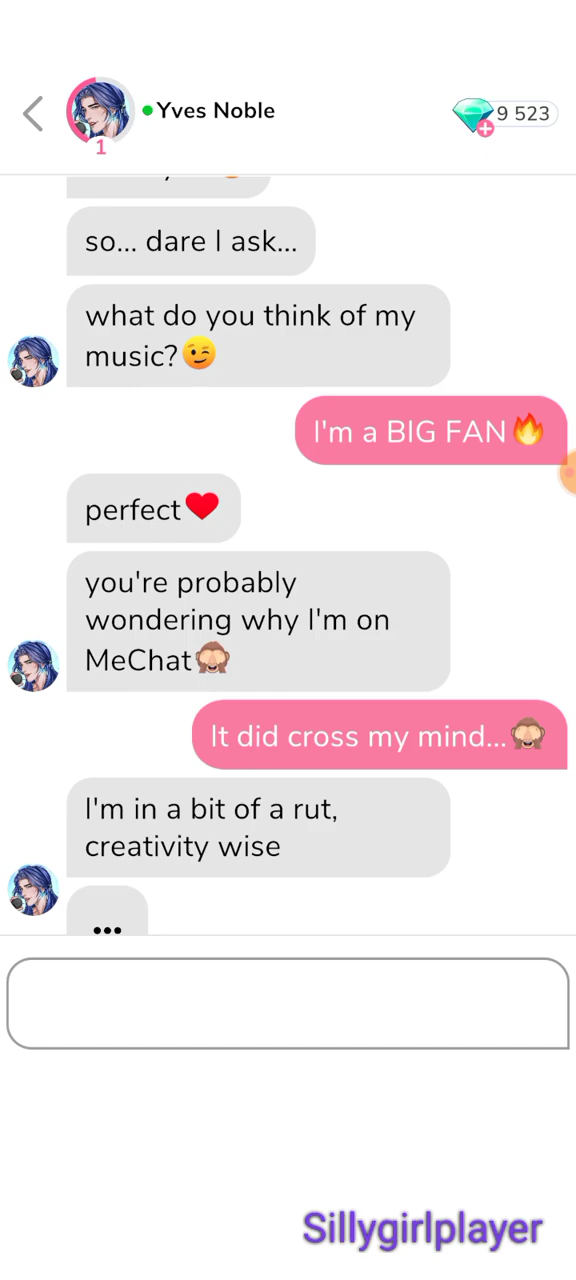 Yves Noble
9 523
1
so... dare I ask...
what do you think of my
music?😉
I'm a BIG FAN🔥
perfect❤️
you're probably
wondering why I'm on
MeChat🙈
It did cross my mind...🙈
I'm in a bit of a rut,
creativity wise
...
Sillygirlplayer